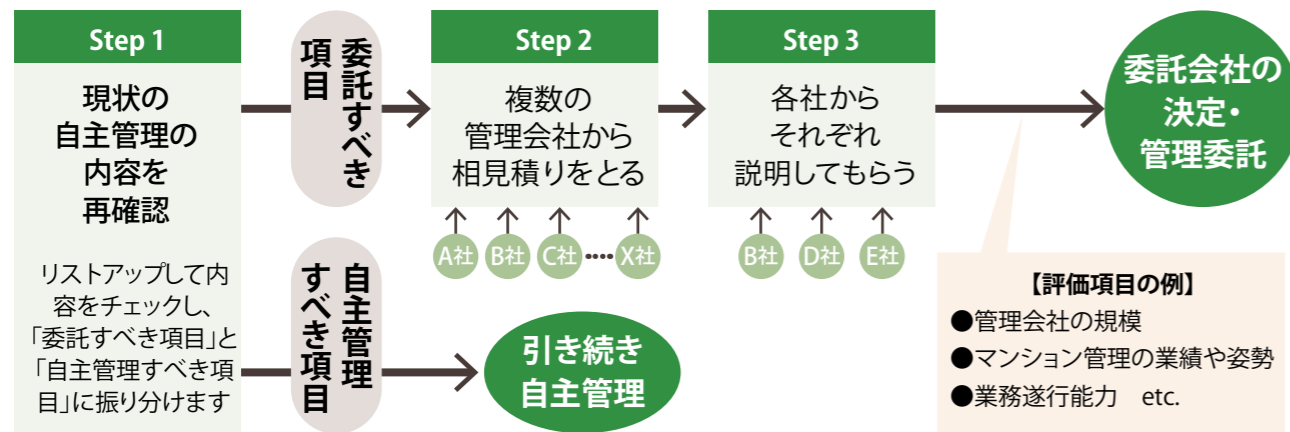 Step 1
現状の
自主管理の
内容を
再確認
リストアップして内
容をチェックし、
「委託すべき項目」と
「自主管理すべき項
目」に振り分けます
委託すべき
項目
Step 2
複数の
管理会社から
相見積りをとる
A社
B社
C社
····
X社
Step 3
各社から
それぞれ
説明してもらう
B社
D社
E社
委託会社の
決定・
管理委託
【評価項目の例】
●管理会社の規模
●マンション管理の業績や姿勢
●業務遂行能力　etc.
自主管理
すべき項目
引き続き
自主管理